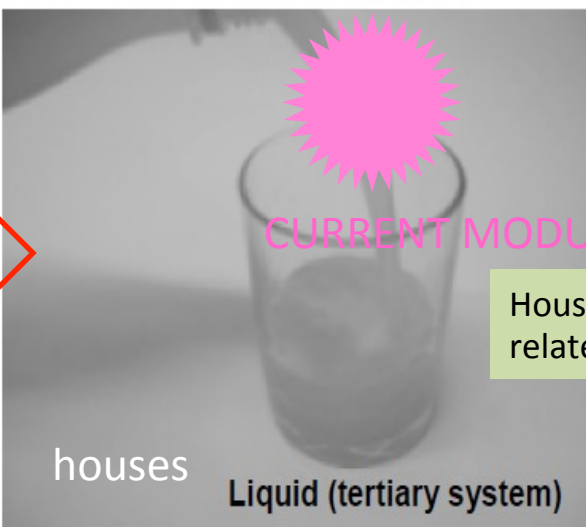 CURRENT MODU
Hous
relate
houses
Liquid (tertiary system)